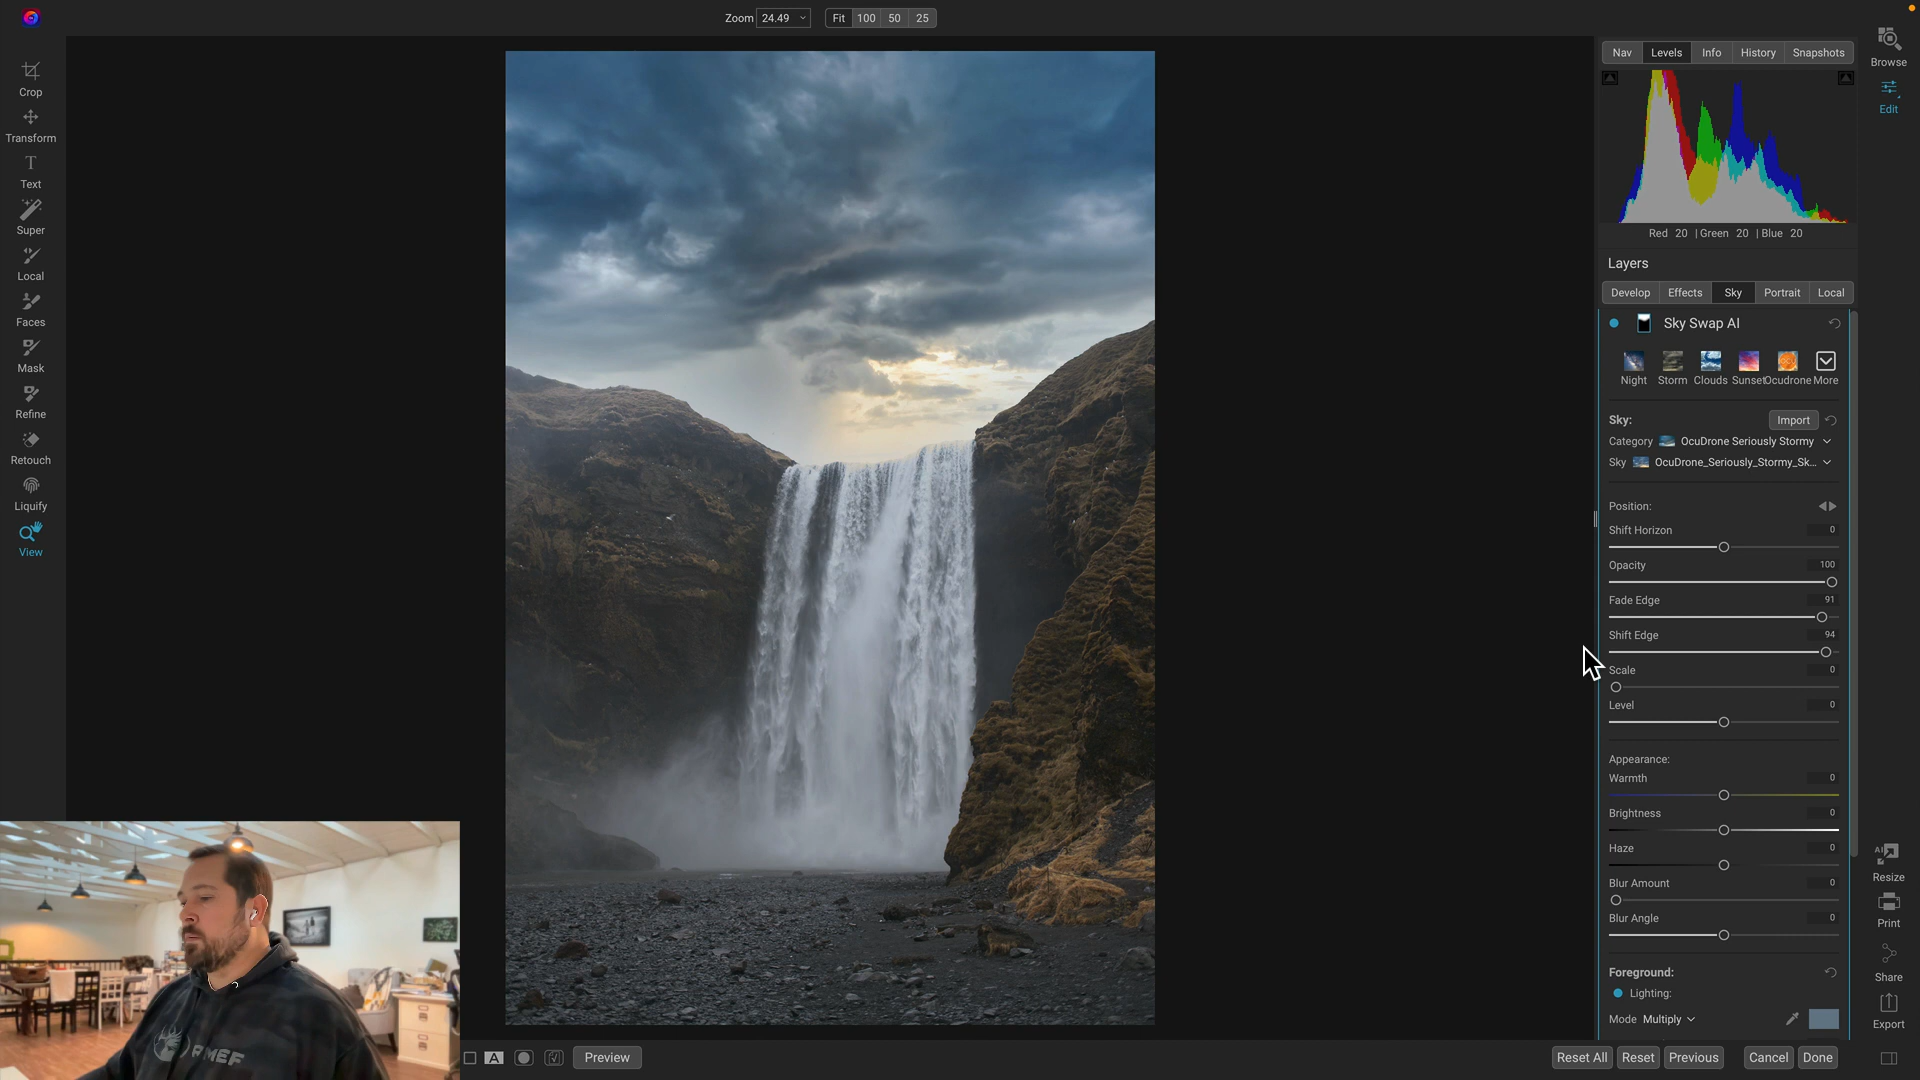 Zoom 24.49 Fit 100 50 25
Crop
Transform
Text
Super
Local
Faces
Mask
Refine
Retouch
Liquify
View
Nav Levels Info History Snapshots
Red 20 | Green 20 | Blue 20
Layers
Develop Effects Sky Portrait Local
Sky Swap AI
Night Storm Clouds Sunset Ocudrone More
Sky: Import
Category OcuDrone Seriously Stormy
Sky OcuDrone_Seriously_Stormy_Sk...
Position:
Shift Horizon 0
Opacity 100
Fade Edge 91
Shift Edge 94
Scale 0
Level 0
Appearance:
Warmth 0
Brightness 0
Haze 0
Blur Amount 0
Blur Angle 0
Foreground:
Lighting:
Mode Multiply
Browse
Edit
AI
Resize
Print
Share
Export
RMEF
A Preview
Reset All Reset Previous Cancel Done